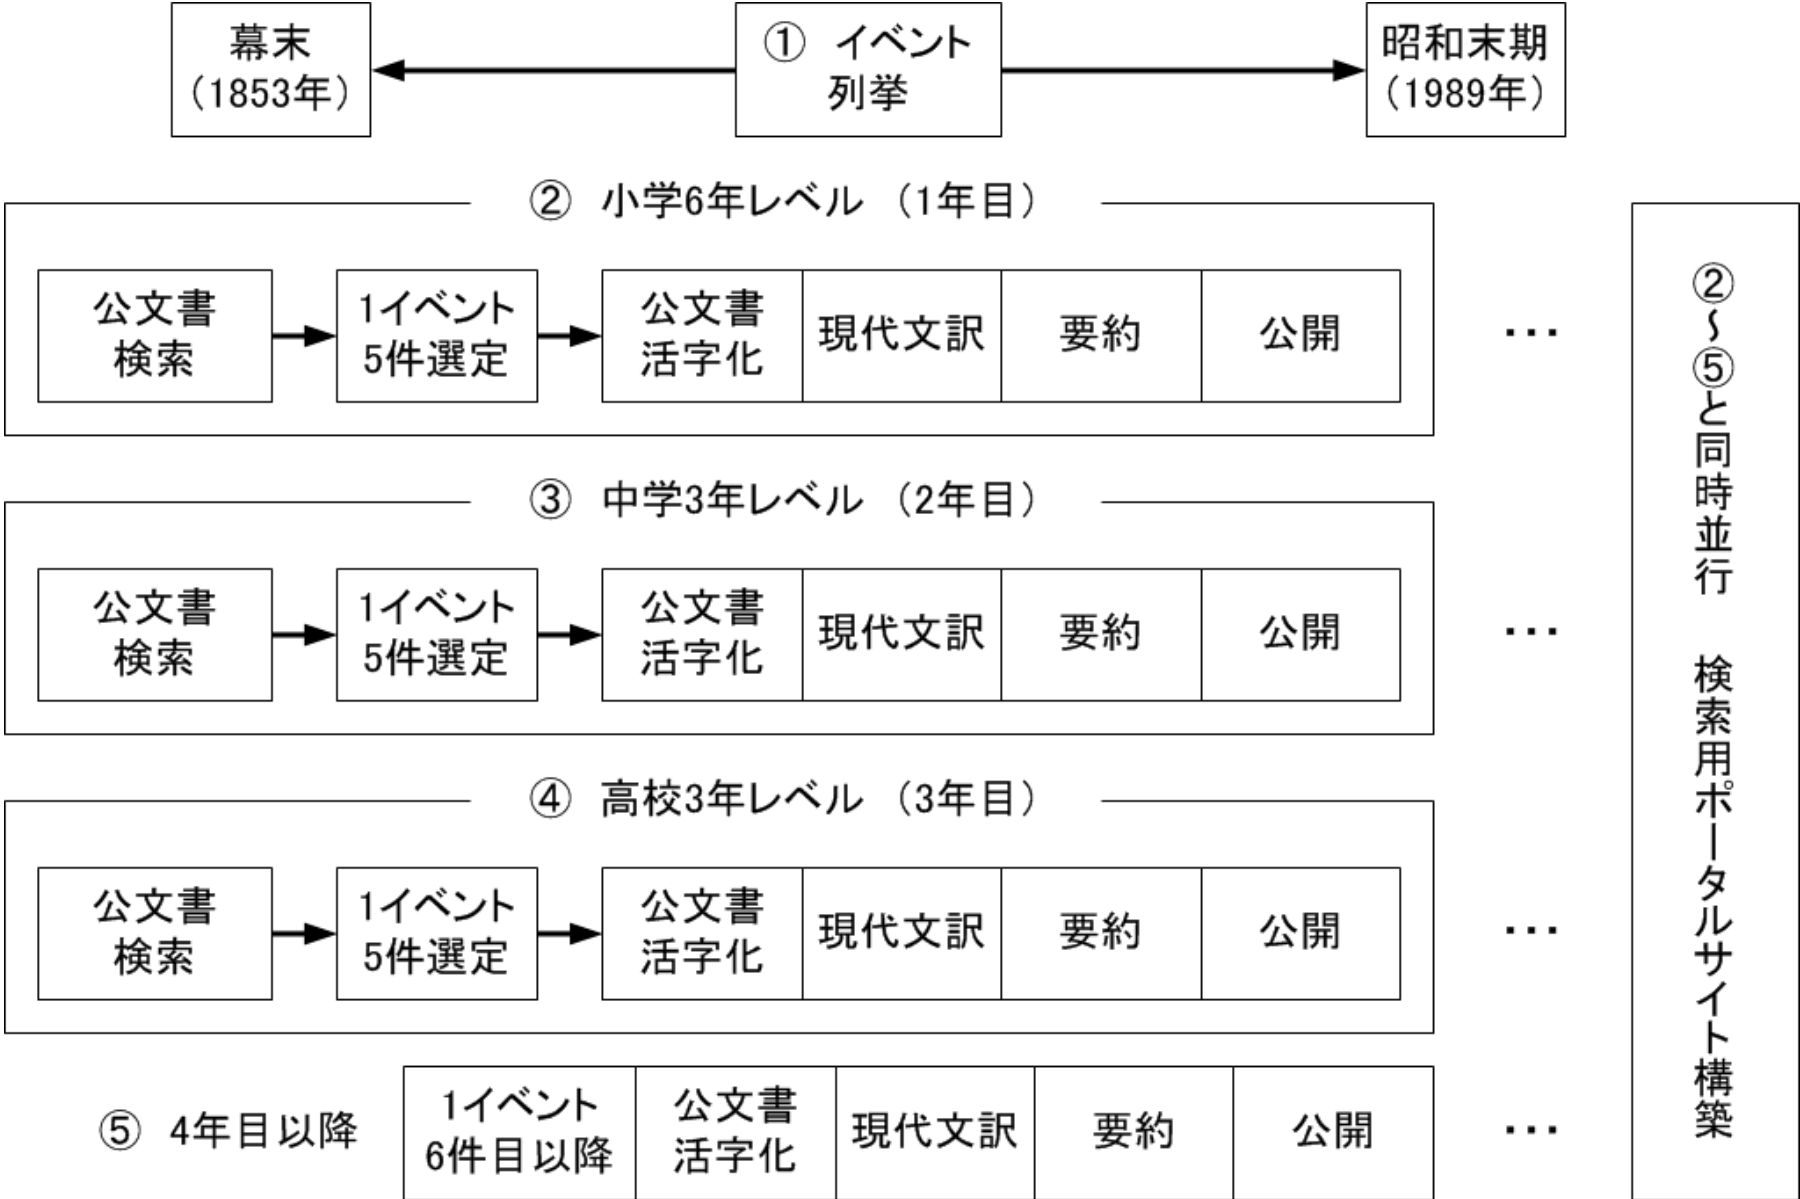 幕末
（1853年）
① イベント
列挙
昭和末期
（1989年）
② 小学6年レベル （1年目）
公文書
検索
1イベント
5件選定
公文書
活字化
現代文訳
要約
公開
…
③ 中学3年レベル （2年目）
公文書
検索
1イベント
5件選定
公文書
活字化
現代文訳
要約
公開
…
④ 高校3年レベル （3年目）
公文書
検索
1イベント
5件選定
公文書
活字化
現代文訳
要約
公開
…
⑤ 4年目以降
1イベント
6件目以降
公文書
活字化
現代文訳
要約
公開
…
②～⑤と同時並行 検索用ポータルサイト構築